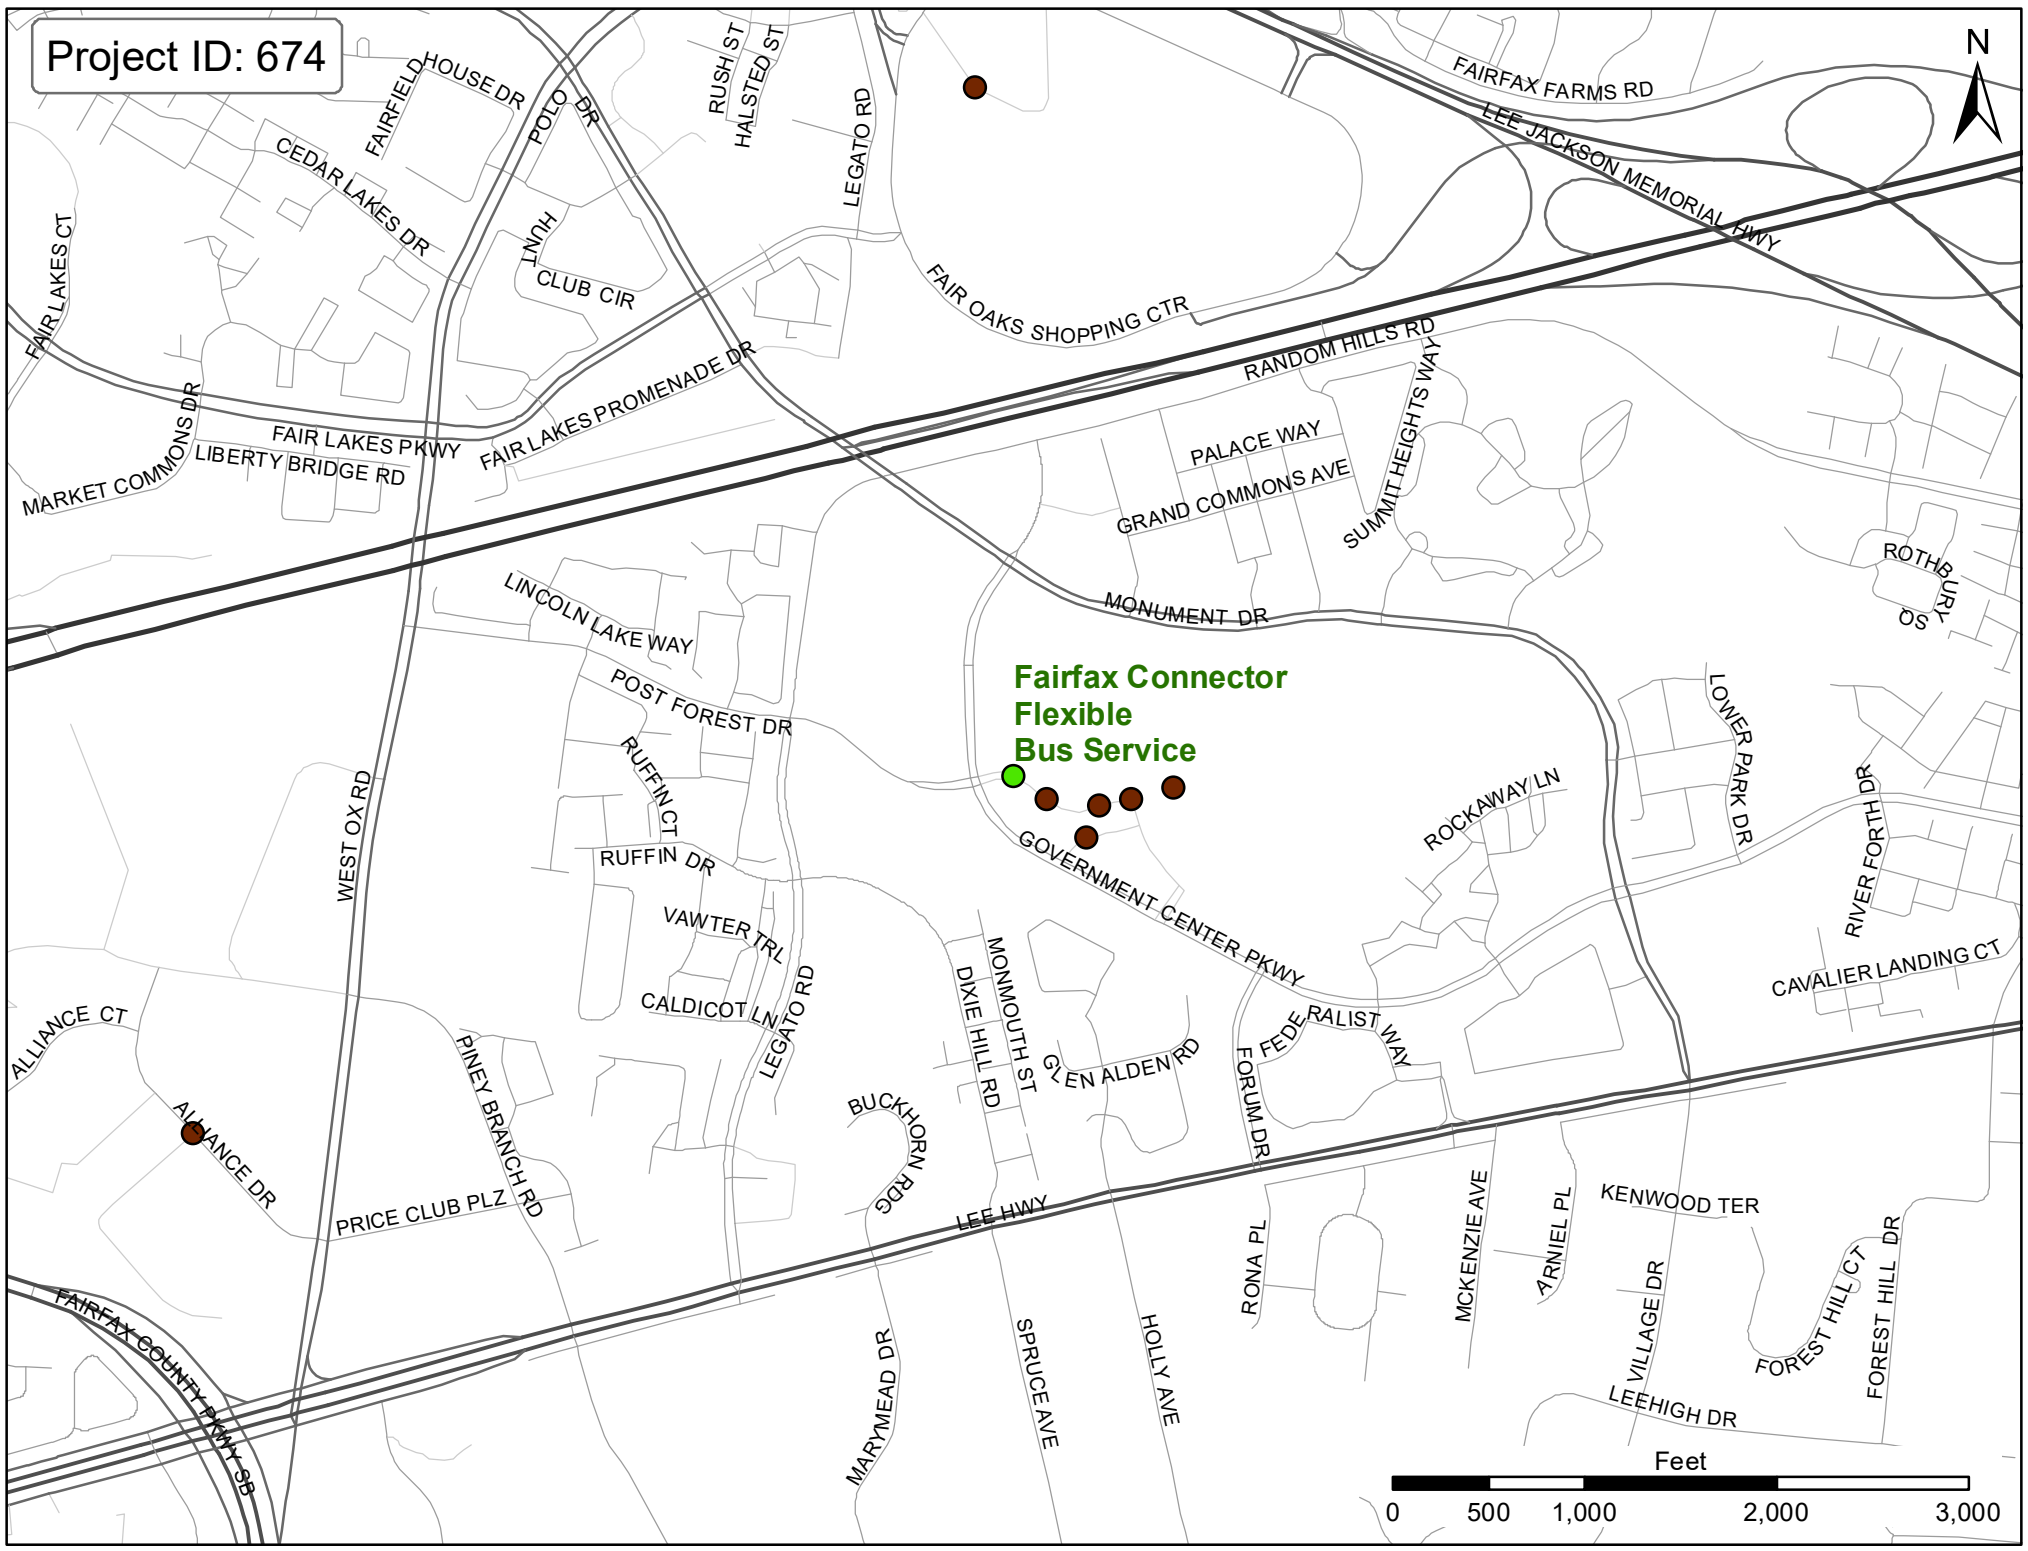 Project ID: 674
N
HOUSE DR
FAIRFIELD
POLO DR
RUSH ST
HALSTED ST
LEGATO RD
FAIRFAX FARMS RD
LEE JACKSON MEMORIAL HWY
CEDAR LAKES DR
FAIR LAKES CT
HUNT
CLUB CIR
FAIR OAKS SHOPPING CTR
RANDOM HILLS RD
FAIR LAKES PROMENADE DR
SUMMIT HEIGHTS WAY
MARKET COMMONS DR
FAIR LAKES PKWY
LIBERTY BRIDGE RD
PALACE WAY
GRAND COMMONS AVE
ROTHBURY
SQ
LINCOLN LAKE WAY
MONUMENT DR
POST FOREST DR
Fairfax Connector
Flexible
Bus Service
LOWER PARK DR
RUFFIN CT
WEST OX RD
ROCKAWAY LN
RIVER FORTH DR
RUFFIN DR
GOVERNMENT CENTER PKWY
VAWTER TRL
CAVALIER LANDING CT
MONMOUTH ST
DIXIE HILL RD
CALDICOT LN
LEGATO RD
ALLIANCE CT
FEDERALIST WAY
PINEY BRANCH RD
GLEN ALDEN RD
FORUM DR
BUCKHORN RDG
ALLIANCE DR
PRICE CLUB PLZ
LEE HWY
KENWOOD TER
MCKENZIE AVE
ARNIEL PL
RONA PL
FOREST HILL CT
FOREST HILL DR
VILLAGE DR
FAIRFAX COUNTY PKWY SB
MARYMEAD DR
SPRUCE AVE
HOLLY AVE
LEEHIGH DR
Feet
0 500 1,000 2,000 3,000